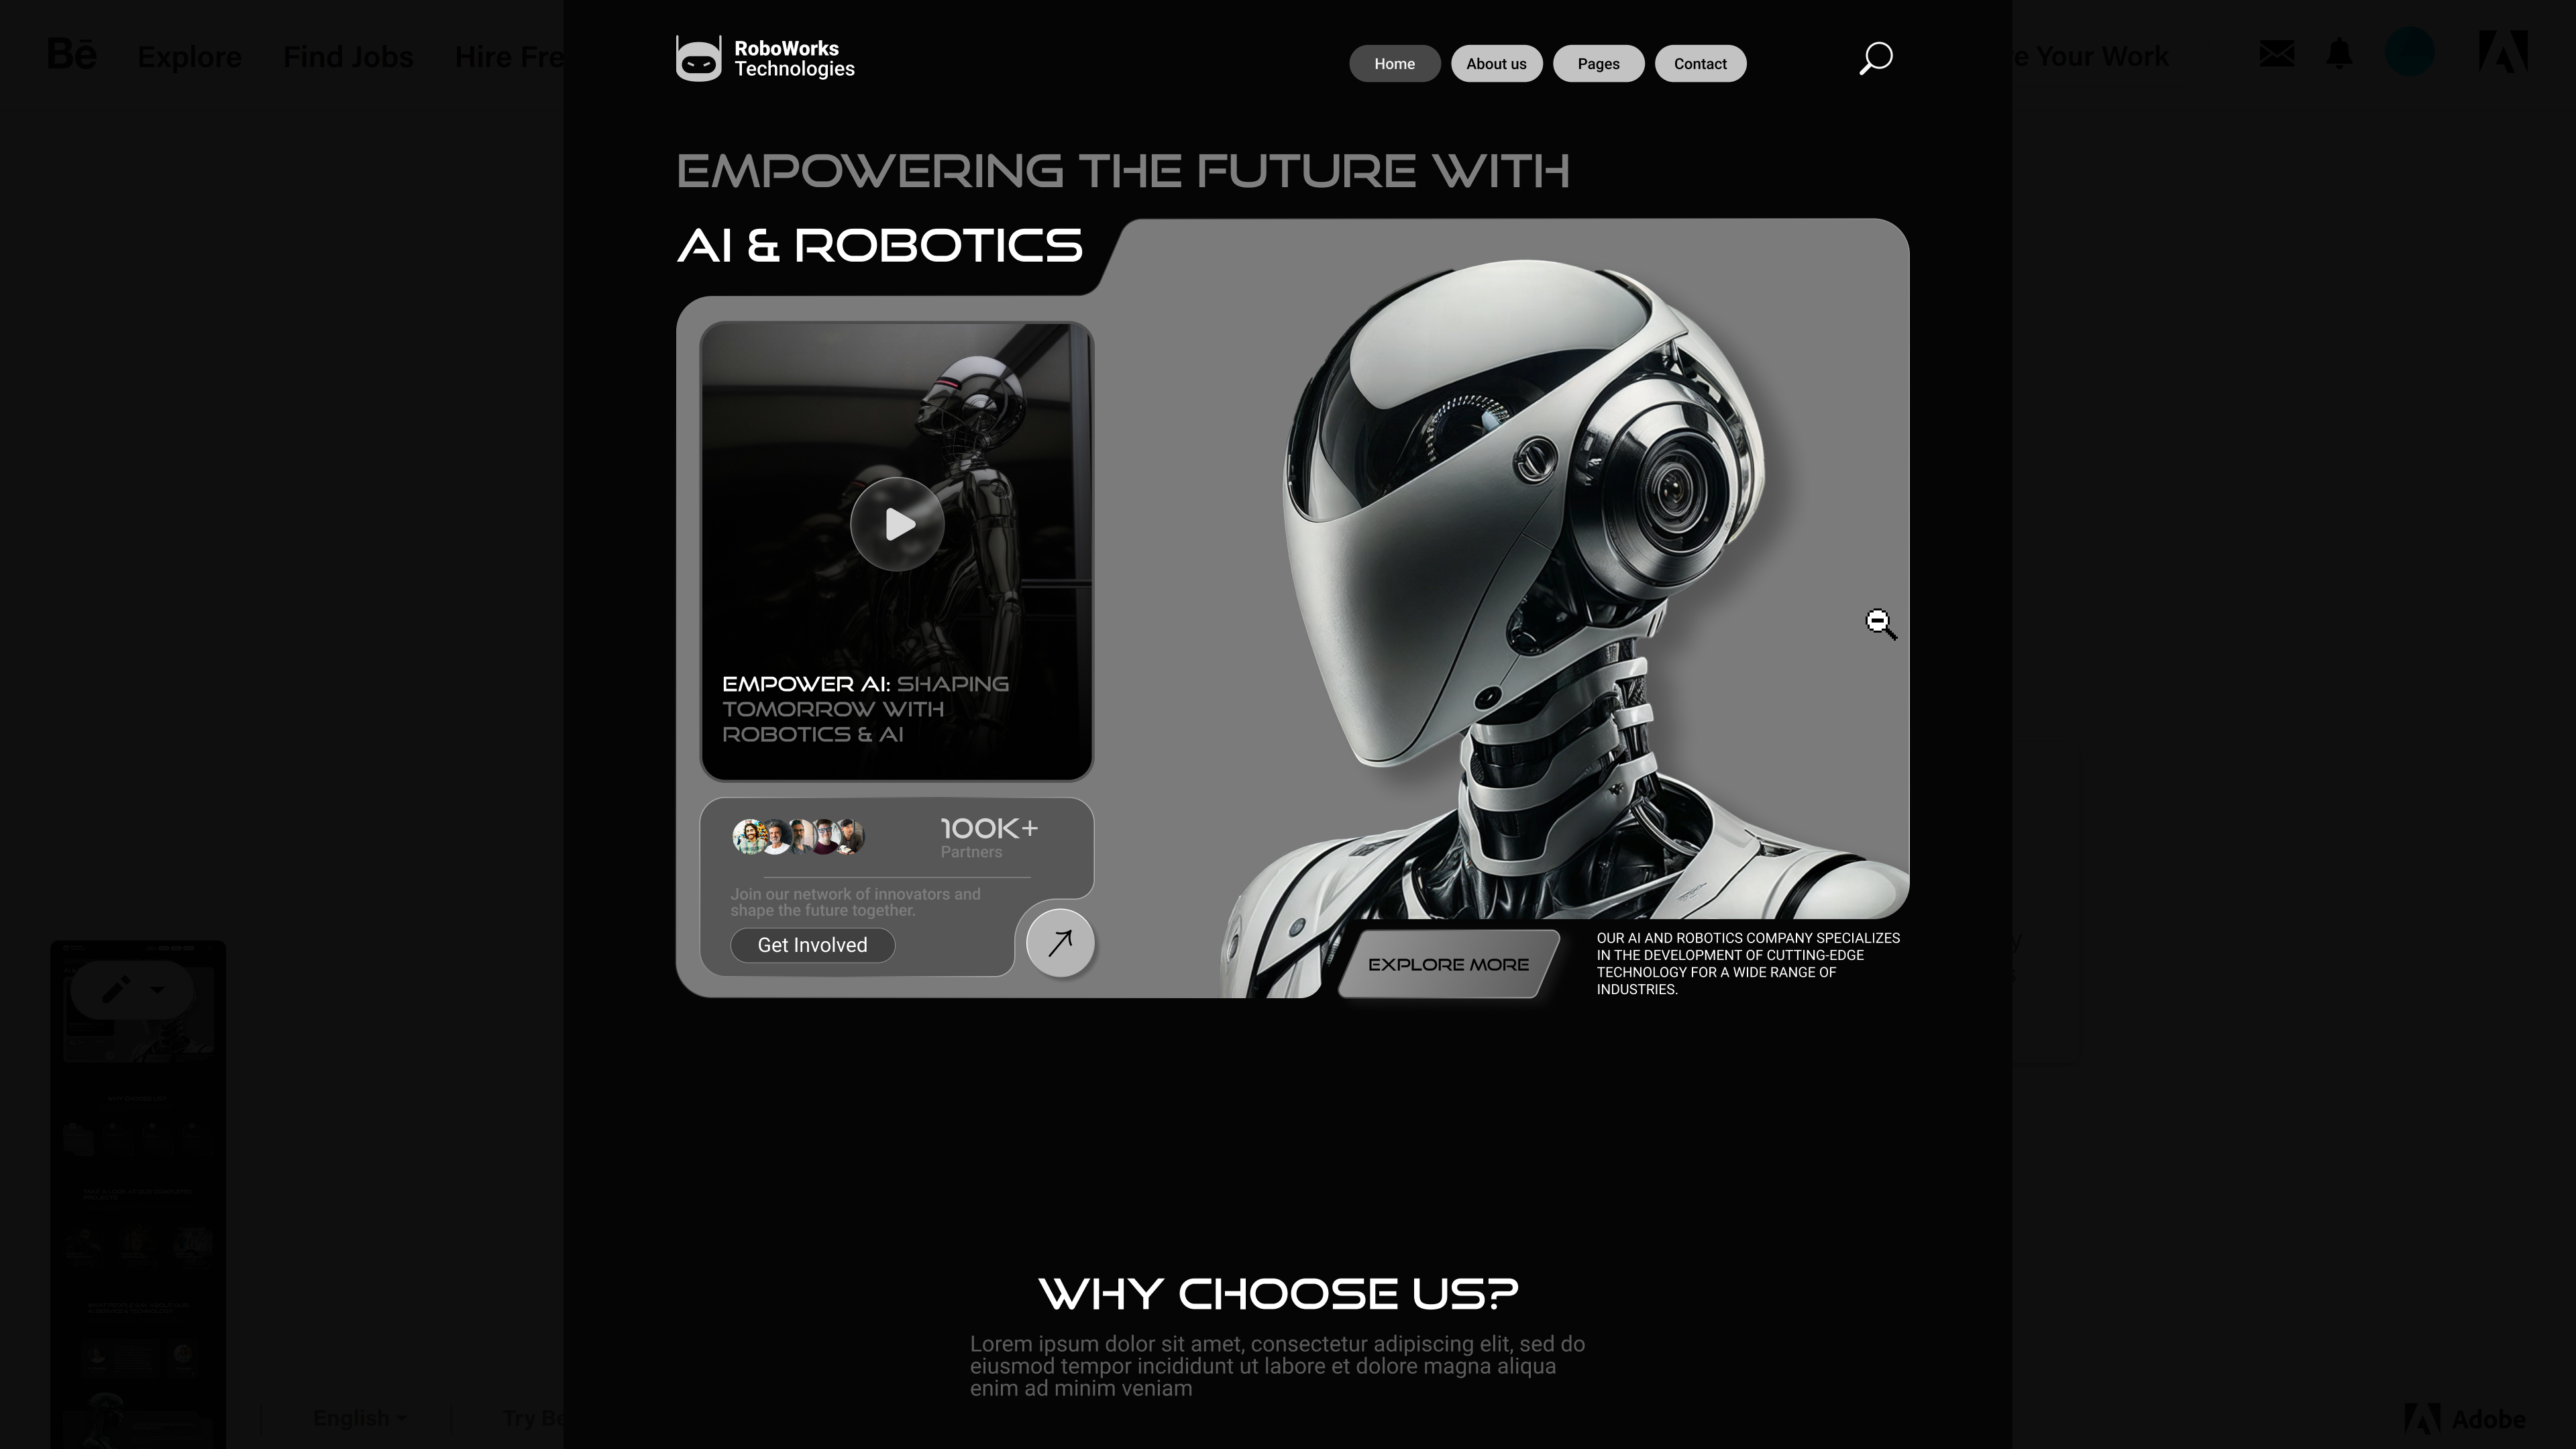 Bē Explore Find Jobs Hire Fre
RoboWorks
Technologies
Home About us Pages Contact
e Your Work
EMPOWERING THE FUTURE WITH
AI & ROBOTICS
EMPOWER AI: SHAPING
TOMORROW WITH
ROBOTICS & AI
100K+
Partners
Join our network of innovators and
shape the future together.
Get Involved
EXPLORE MORE
OUR AI AND ROBOTICS COMPANY SPECIALIZES
IN THE DEVELOPMENT OF CUTTING-EDGE
TECHNOLOGY FOR A WIDE RANGE OF
INDUSTRIES.
WHY CHOOSE US?
Lorem ipsum dolor sit amet, consectetur adipiscing elit, sed do
eiusmod tempor incididunt ut labore et dolore magna aliqua
enim ad minim veniam
English Try Be
Adobe